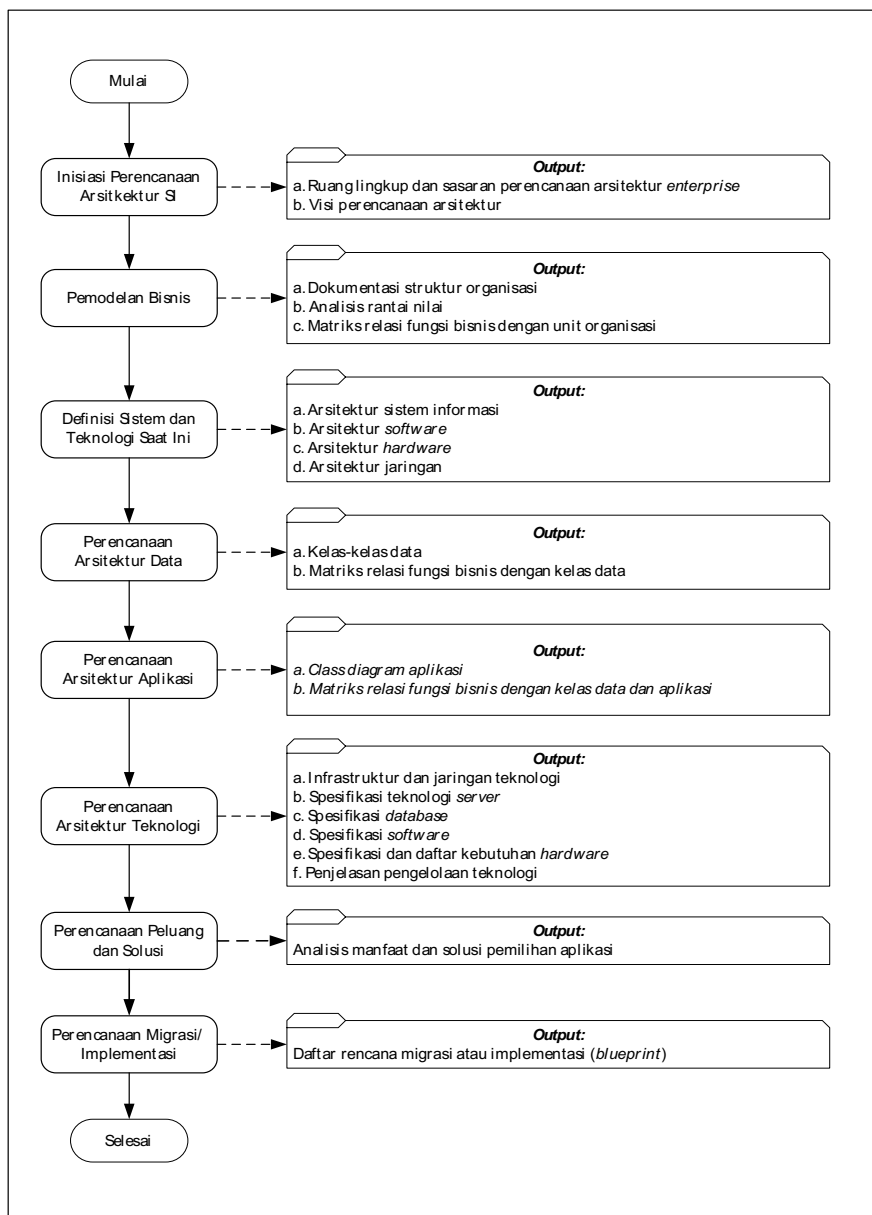 Mulai
Inisiasi Perencanaan
Arsitkektur SI
Output:
a. Ruang lingkup dan sasaran perencanaan arsitektur enterprise
b. Visi perencanaan arsitektur
Pemodelan Bisnis
Output:
a. Dokumentasi struktur organisasi
b. Analisis rantai nilai
c. Matriks relasi fungsi bisnis dengan unit organisasi
Definisi Sistem dan
Teknologi Saat Ini
Output:
a. Arsitektur sistem informasi
b. Arsitektur software
c. Arsitektur hardware
d. Arsitektur jaringan
Perencanaan
Arsitektur Data
Output:
a. Kelas-kelas data
b. Matriks relasi fungsi bisnis dengan kelas data
Perencanaan
Arsitektur Aplikasi
Output:
a. Class diagram aplikasi
b. Matriks relasi fungsi bisnis dengan kelas data dan aplikasi
Perencanaan
Arsitektur Teknologi
Output:
a. Infrastruktur dan jaringan teknologi
b. Spesifikasi teknologi server
c. Spesifikasi database
d. Spesifikasi software
e. Spesifikasi dan daftar kebutuhan hardware
f. Penjelasan pengelolaan teknologi
Perencanaan Peluang
dan Solusi
Output:
Analisis manfaat dan solusi pemilihan aplikasi
Perencanaan Migrasi/
Implementasi
Output:
Daftar rencana migrasi atau implementasi (blueprint)
Selesai